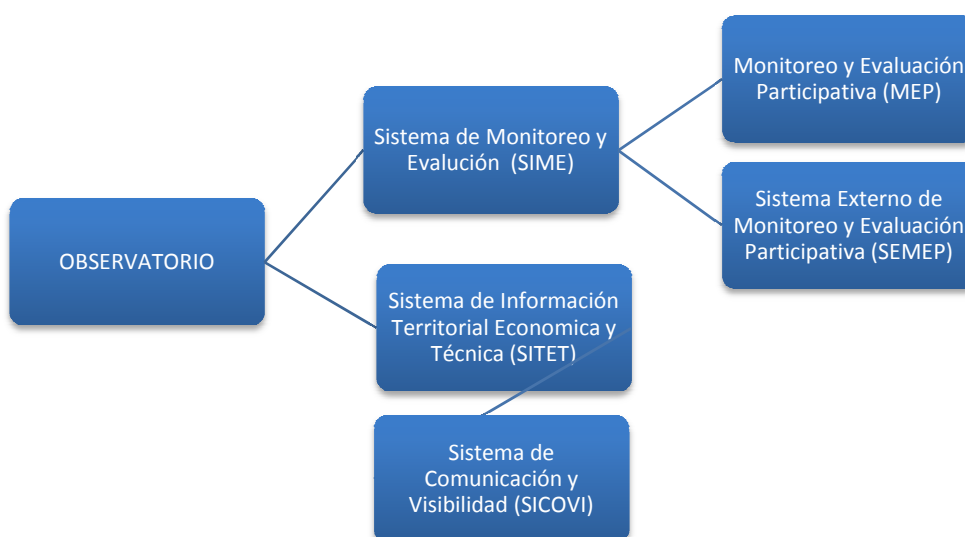 OBSERVATORIO
Sistema de Monitoreo y
Evalución (SIME)
Monitoreo y Evaluación
Participativa (MEP)
Sistema Externo de
Monitoreo y Evaluación
Participativa (SEMEP)
Sistema de Información
Territorial Economica y
Técnica (SITET)
Sistema de
Comunicación y
Visibilidad (SICOVI)